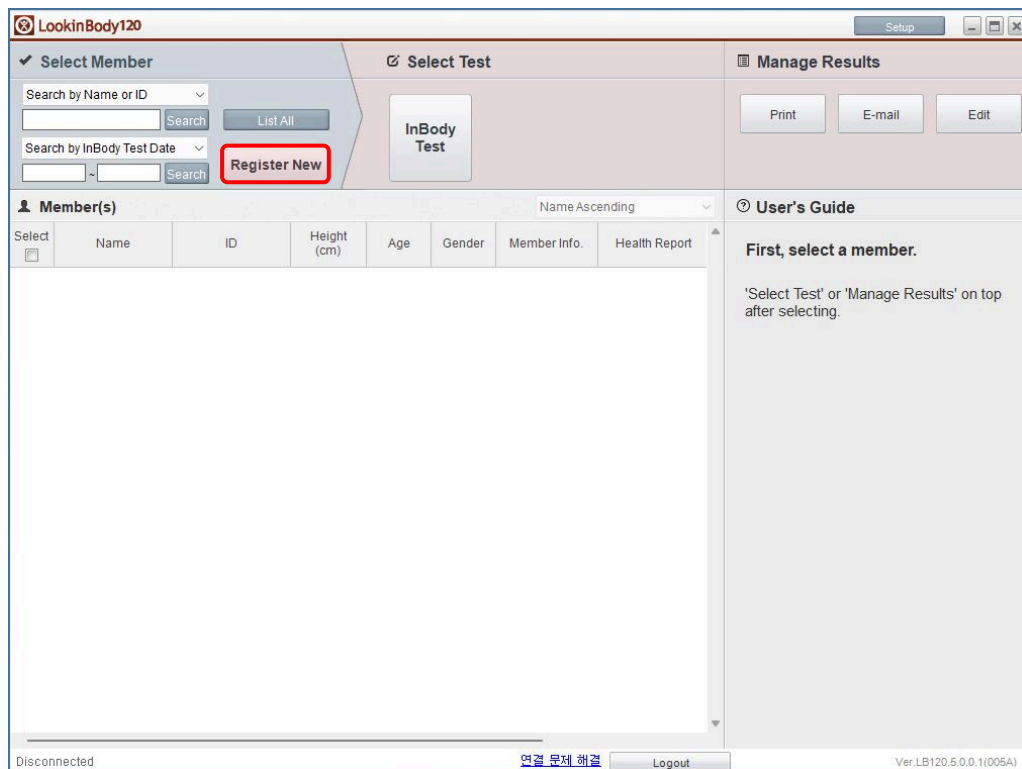 LookinBody120
Setup
Select Member
Select Test
Manage Results
Search by Name or ID
Search
List All
Search by InBody Test Date
~
Search
Register New
InBody
Test
Print
E-mail
Edit
Member(s)
Name Ascending
User's Guide
Select
Name
ID
Height
(cm)
Age
Gender
Member Info.
Health Report
First, select a member.
'Select Test' or 'Manage Results' on top
after selecting.
Disconnected
연결 문제 해결
Logout
Ver.LB120.5.0.0.1(005A)